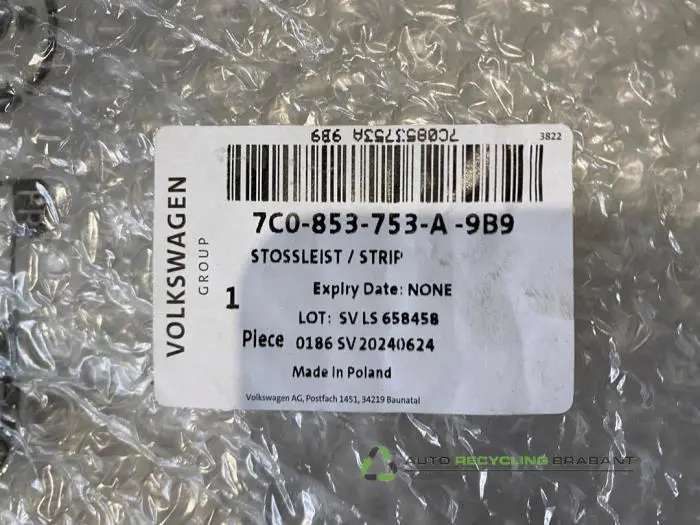 7C0853753A 9B9
3822
VOLKSWAGEN
GROUP
7C0-853-753-A -9B9
STOSSLEIST / STRIP
1
Expiry Date: NONE
LOT: SV LS 658458
Piece 0186 SV 20240624
Made in Poland
Volkswagen AG, Postfach 1451, 34219 Baunatal
AUTO RECYCLING BRABANT